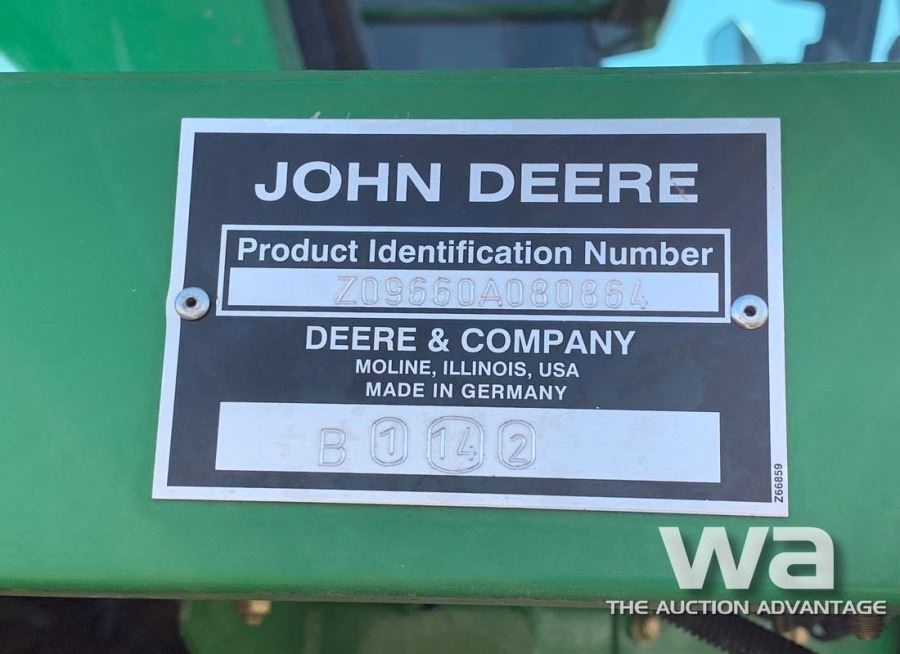 JOHN DEERE
Product Identification Number
Z09660A080864
DEERE & COMPANY
MOLINE, ILLINOIS, USA
MADE IN GERMANY
B 1 14 2
Z66859
wa
THE AUCTION ADVANTAGE